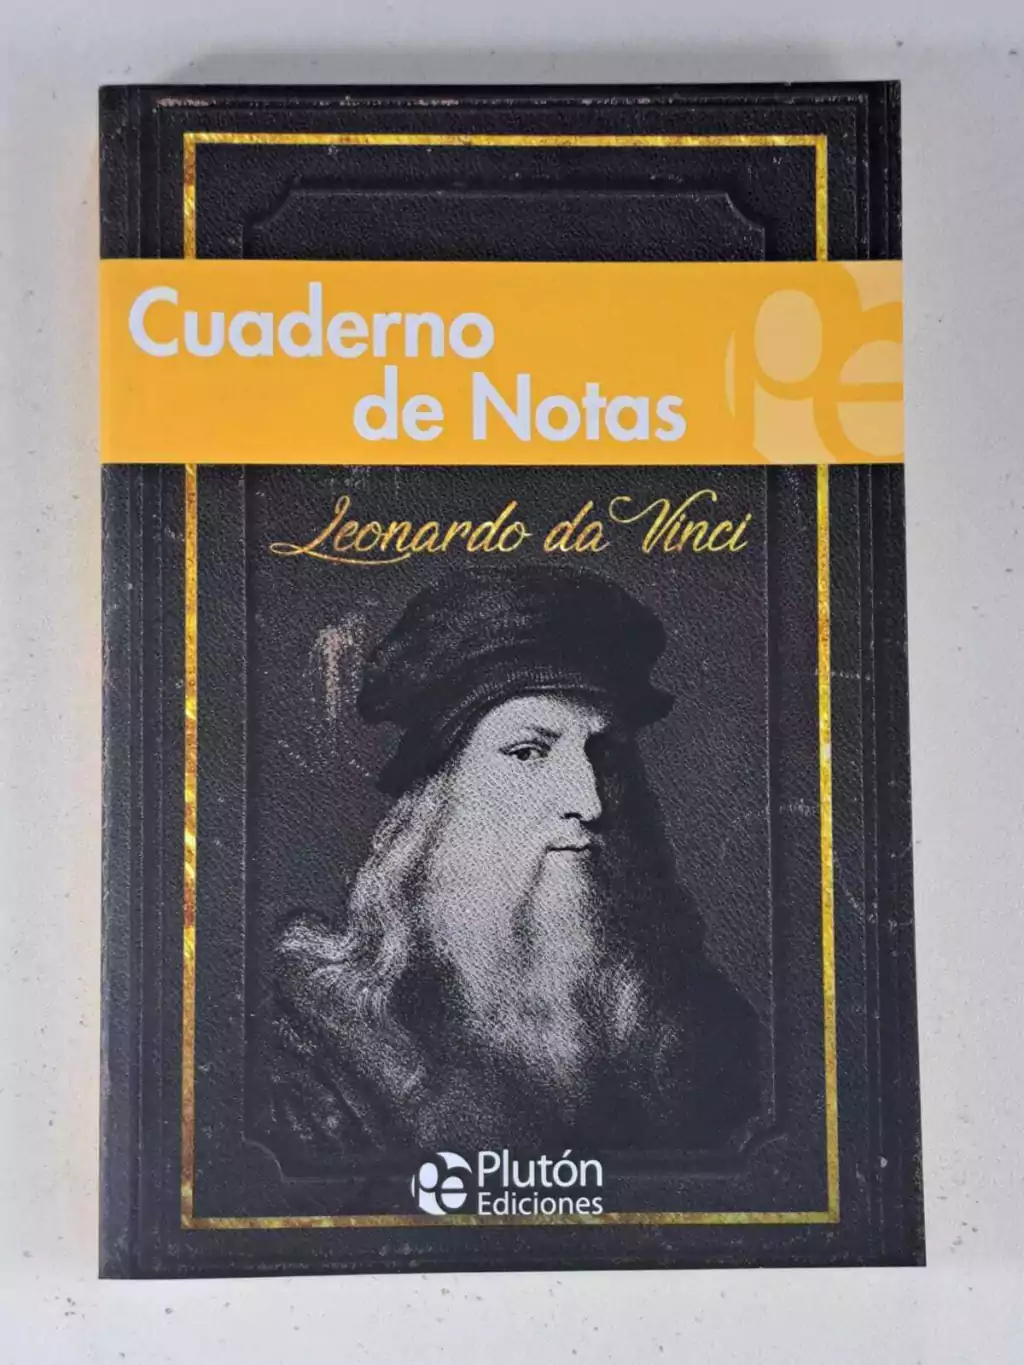 Cuaderno
de Notas
Leonardo da Vinci
Plutón
Ediciones